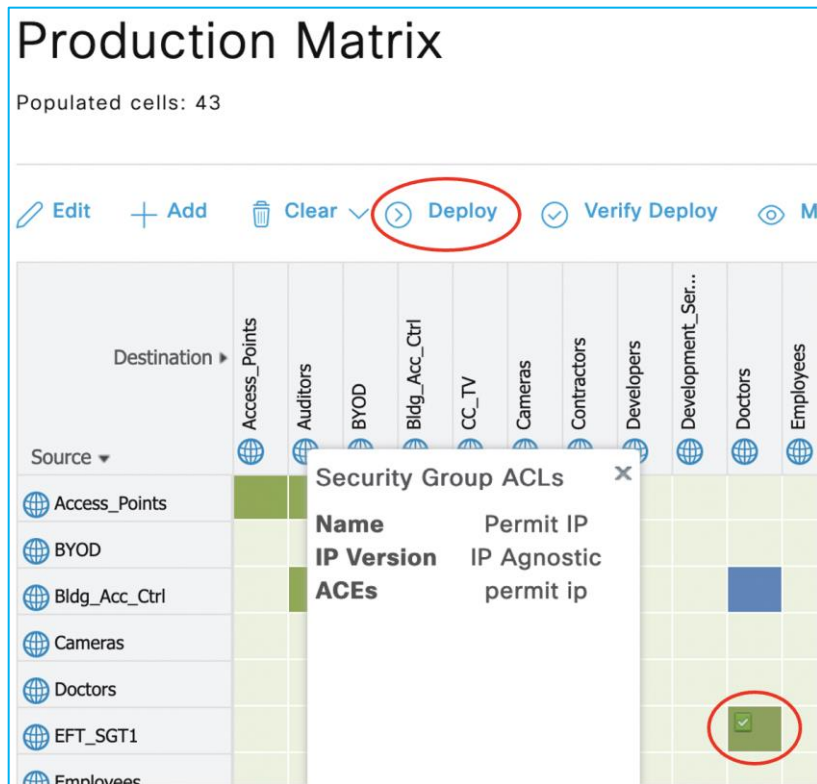 Production Matrix
Populated cells: 43
Edit Add Clear Deploy Verify Deploy M
Destination
Access_Points
Auditors
BYOD
Bldg_Acc_Ctrl
CC_TV
Cameras
Contractors
Developers
Development_Ser...
Doctors
Employees
Source
Access_Points
BYOD
Bldg_Acc_Ctrl
Cameras
Doctors
EFT_SGT1
Employees
Security Group ACLs
Name Permit IP
IP Version IP Agnostic
ACEs permit ip